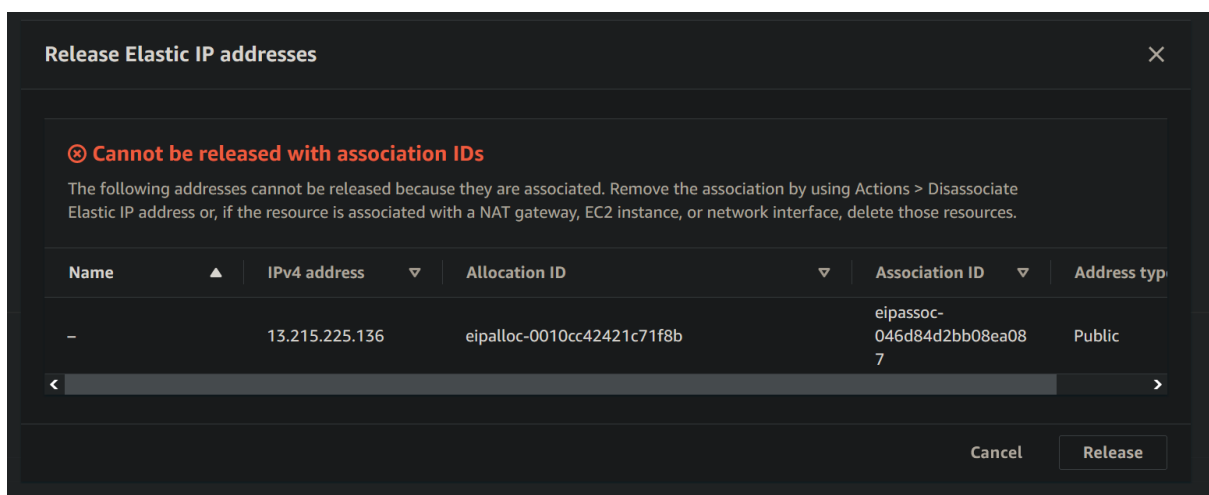 Release Elastic IP addresses
Cannot be released with association IDs
The following addresses cannot be released because they are associated. Remove the association by using Actions > Disassociate
Elastic IP address or, if the resource is associated with a NAT gateway, EC2 instance, or network interface, delete those resources.
Name IPv4 address Allocation ID Association ID Address typ
– 13.215.225.136 eipalloc-0010cc42421c71f8b eipassoc-
046d84d2bb08ea08 Public
7
Cancel Release